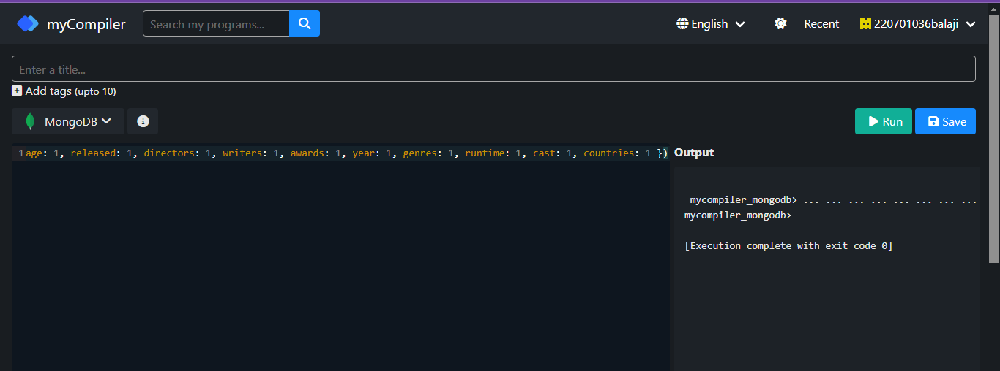 myCompiler
Search my programs...
English
Recent
220701036balaji
Enter a title...
Add tags (upto 10)
MongoDB
Run
Save
1age: 1, released: 1, directors: 1, writers: 1, awards: 1, year: 1, genres: 1, runtime: 1, cast: 1, countries: 1 })
Output
mycompiler_mongodb> ... ... ... ... ... ... ... ...
mycompiler_mongodb>
[Execution complete with exit code 0]